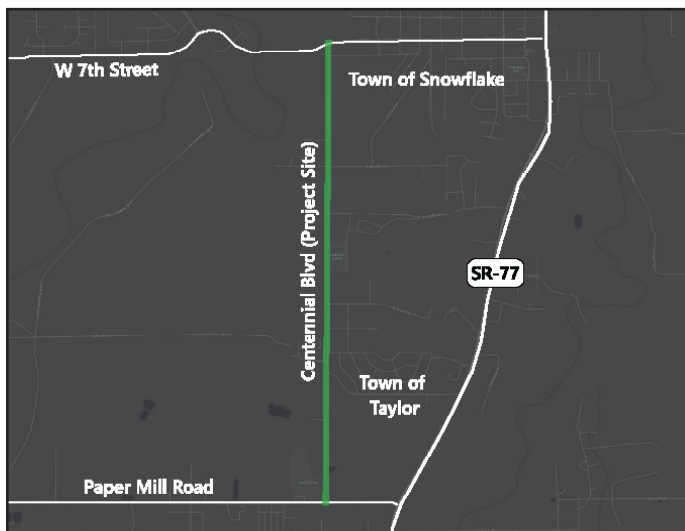 W 7th Street
Town of Snowflake
Centennial Blvd (Project Site)
SR-77
Town of
Taylor
Paper Mill Road